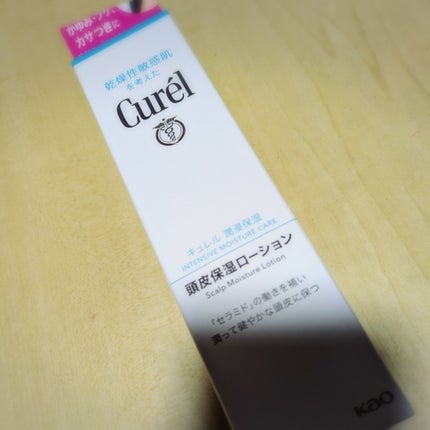 かゆみ・フケ・
カサつきに
乾燥性敏感肌
を考えた
Curél
キュレル 潤浸保湿
INTENSIVE MOISTURE CARE
頭皮保湿ローション
Scalp Moisture Lotion
「セラミド」の働きを補い
潤って健やかな頭皮に保つ
Kao